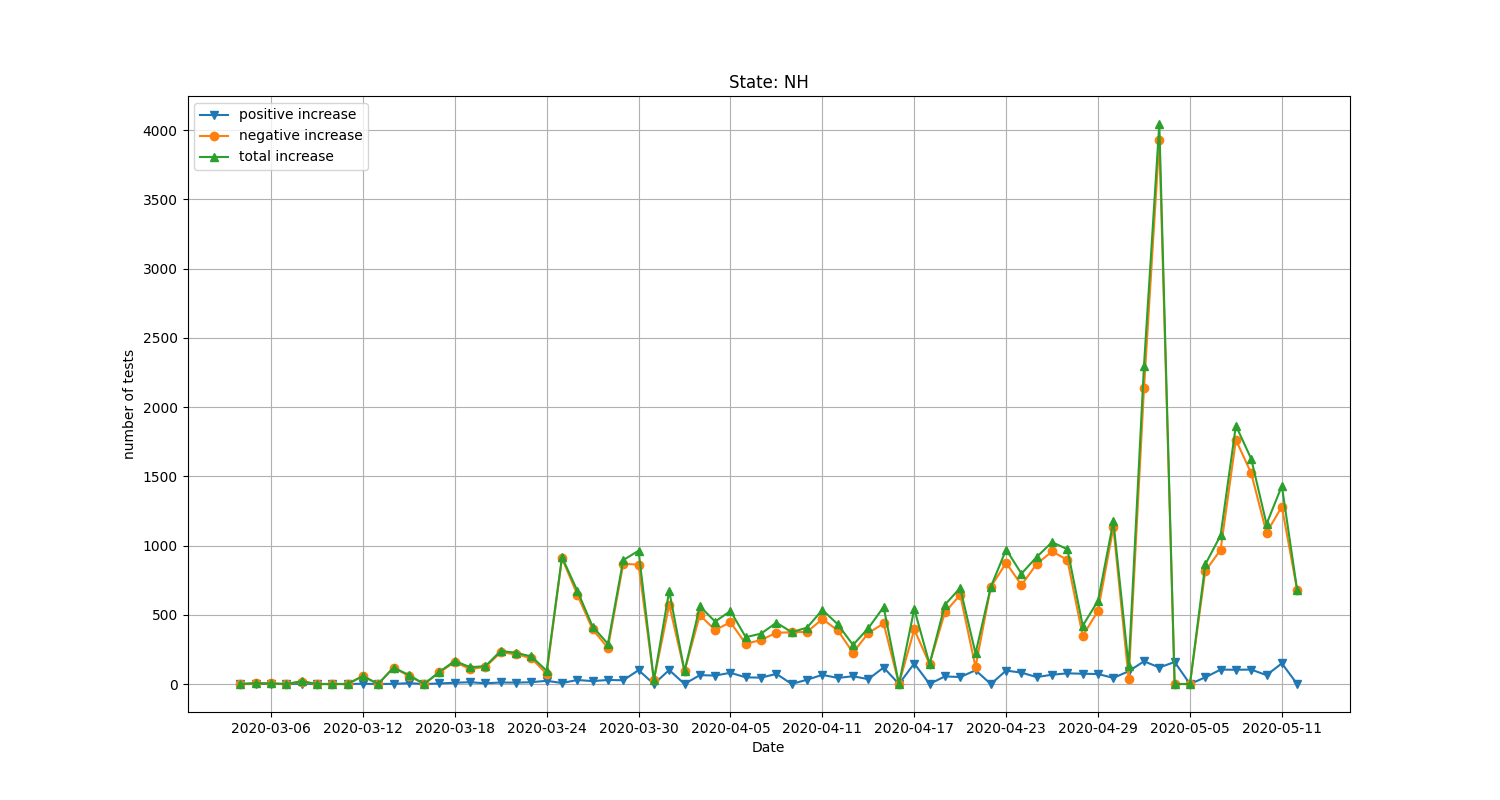 State: NH
positive increase
negative increase
total increase
4000
3500
3000
2500
2000
1500
1000
500
0
number of tests
2020-03-06 2020-03-12 2020-03-18 2020-03-24 2020-03-30 2020-04-05 2020-04-11 2020-04-17 2020-04-23 2020-04-29 2020-05-05 2020-05-11
Date